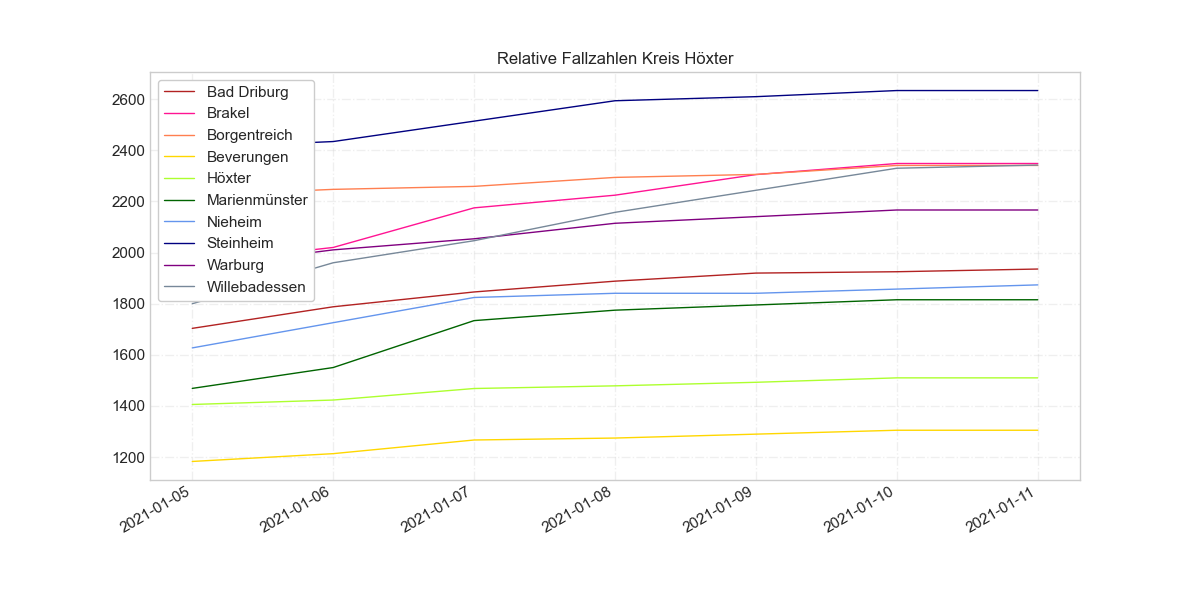 Relative Fallzahlen Kreis Höxter
Bad Driburg
Brakel
Borgentreich
Beverungen
Höxter
Marienmünster
Nieheim
Steinheim
Warburg
Willebadessen
2600
2400
2200
2000
1800
1600
1400
1200
2021-01-05
2021-01-06
2021-01-07
2021-01-08
2021-01-09
2021-01-10
2021-01-11